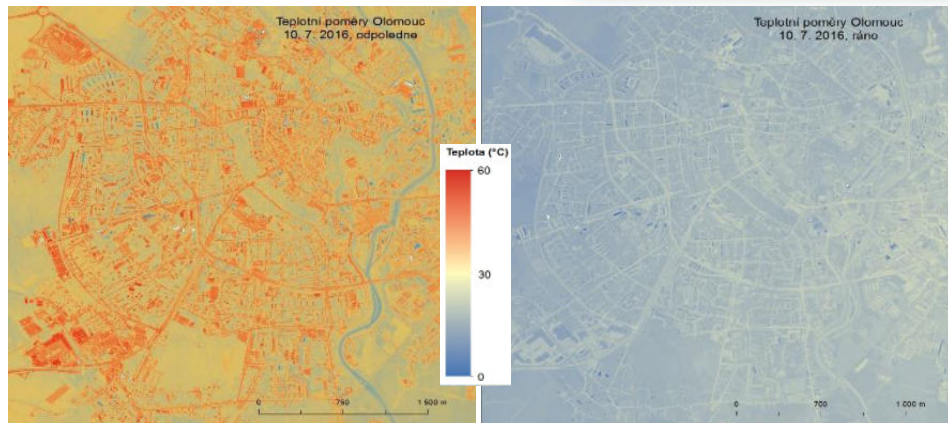 Teplotní poměry Olomouc
10. 7. 2016, odpoledne
Teplotní poměry Olomouc
10. 7. 2016, ráno
Teplota (°C)
60
30
0
0 750 1 500 m
0 700 1 000 m